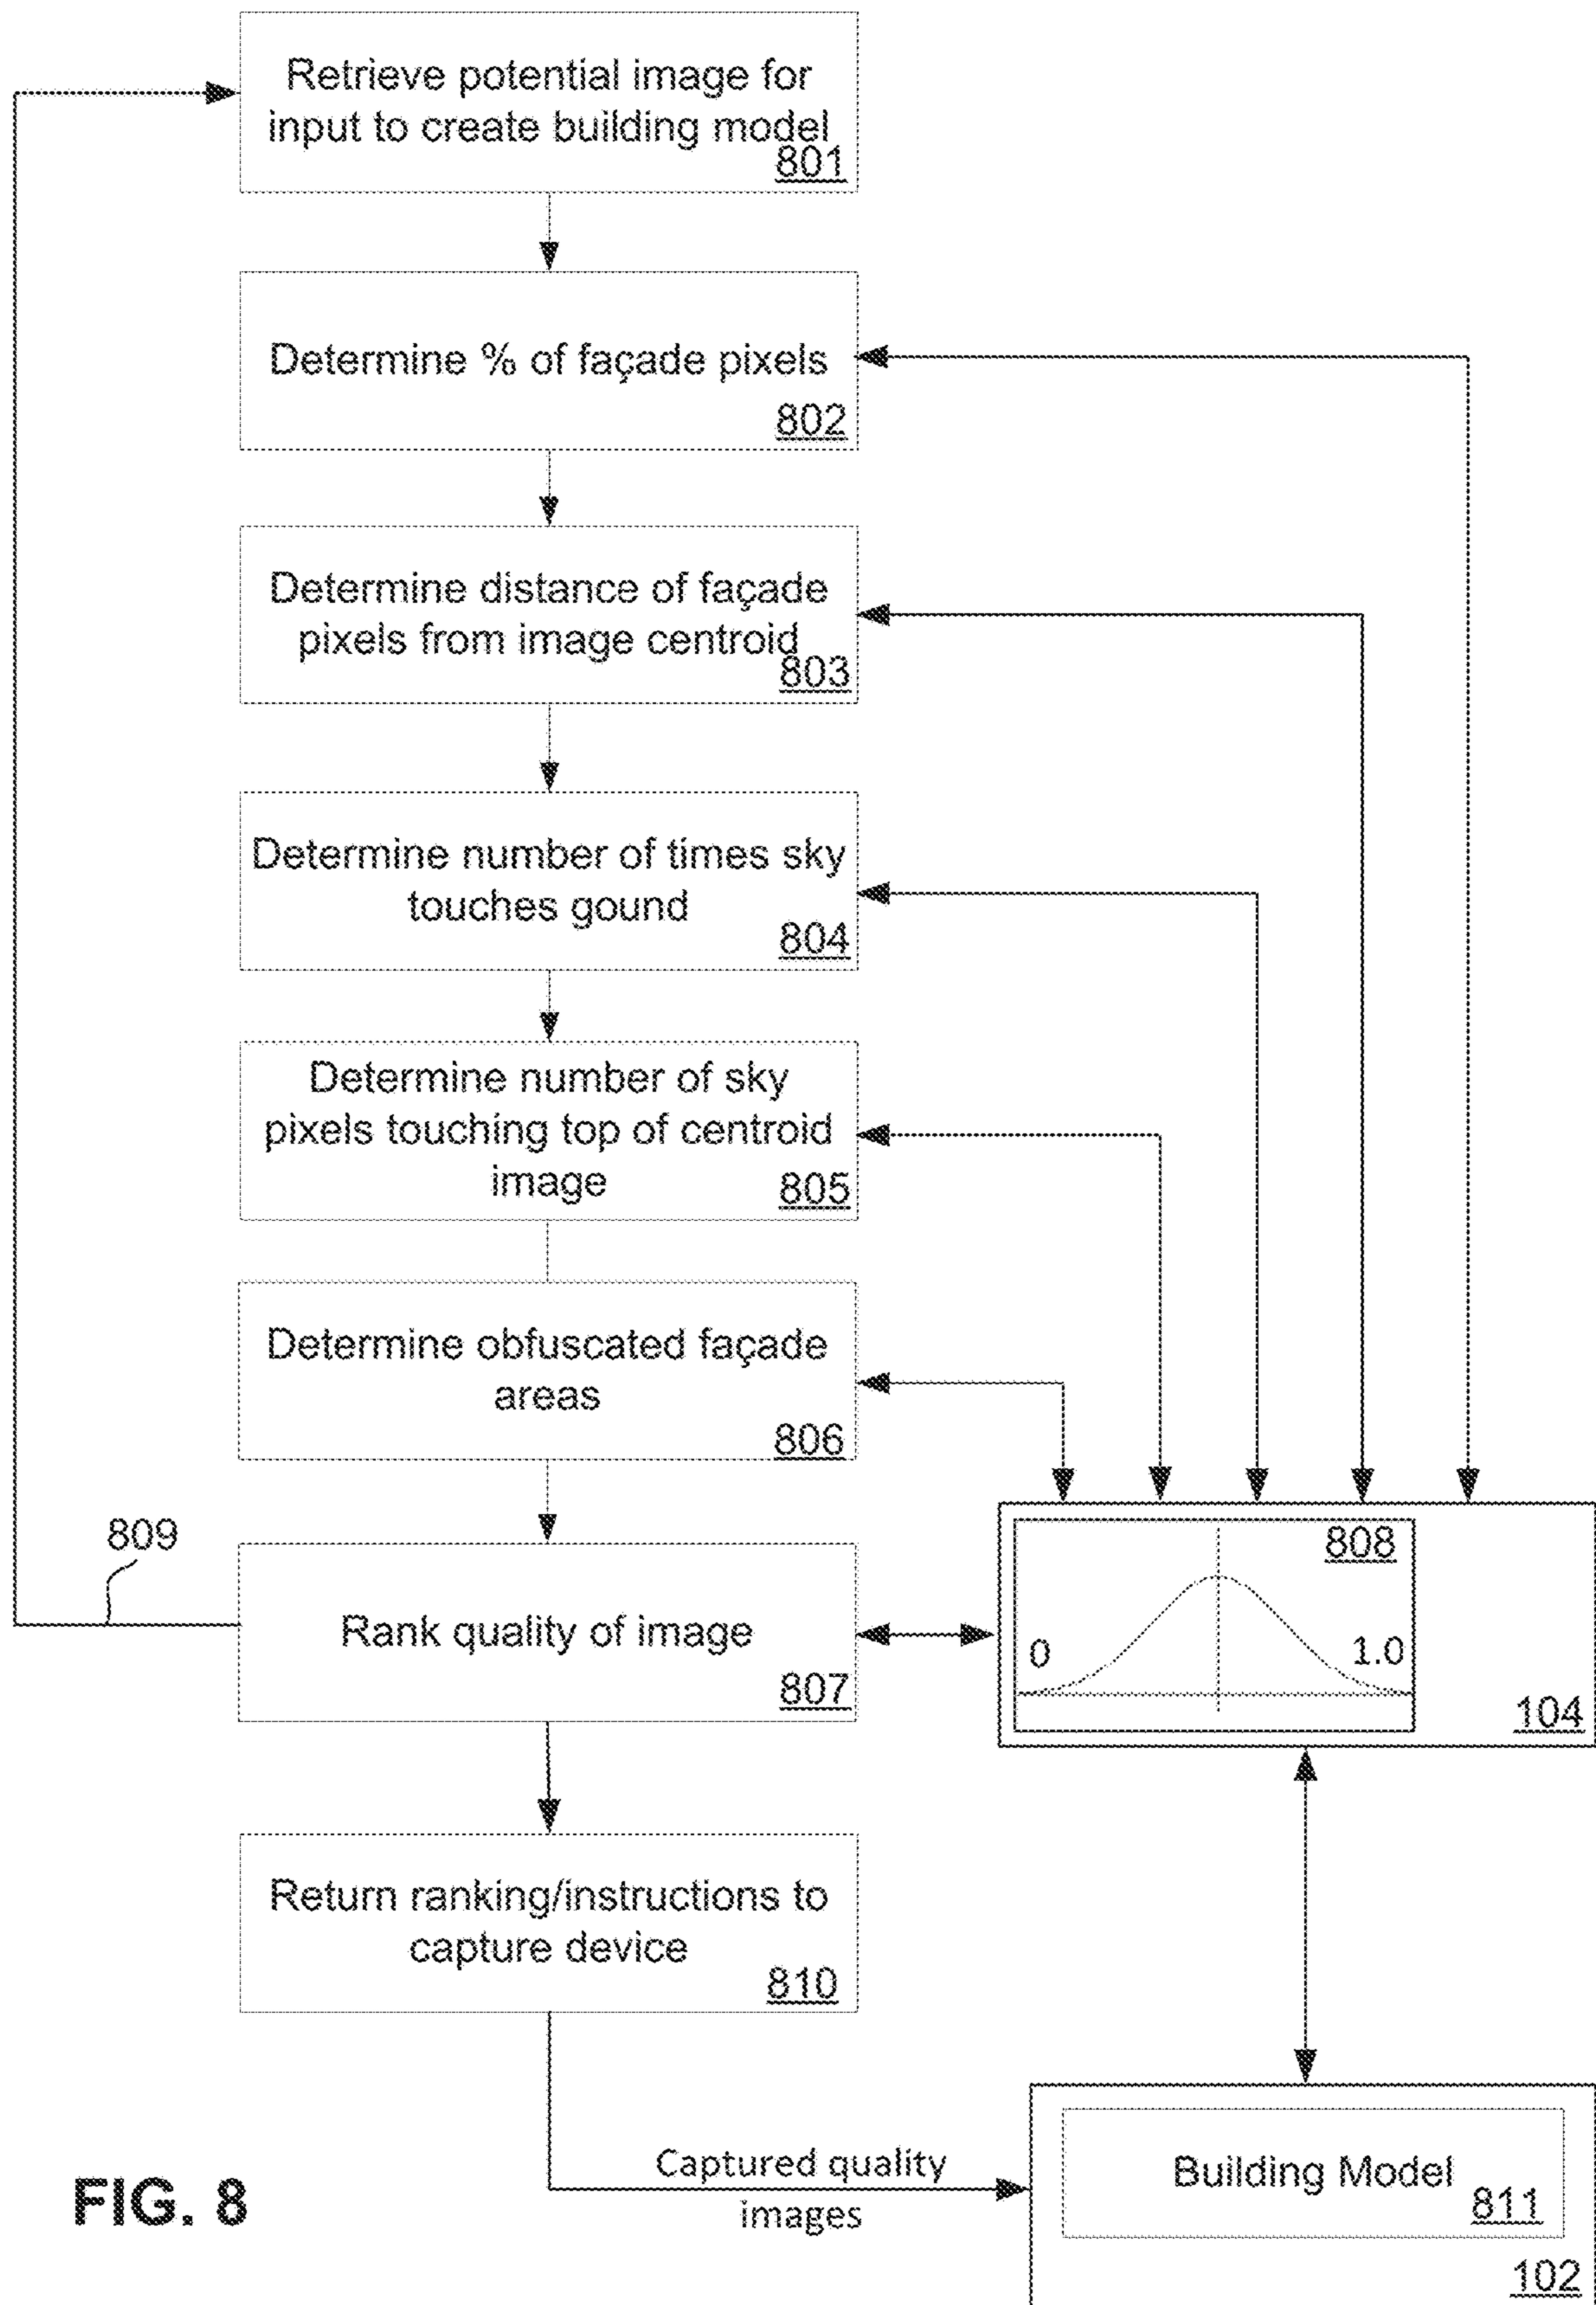 Retrieve potential image for
input to create building model
801
Determine % of façade pixels
802
Determine distance of façade
pixels from image centroid
803
Determine number of times sky
touches gound
804
Determine number of sky
pixels touching top of centroid
image
805
Determine obfuscated façade
areas
806
809
Rank quality of image
807
808
0
1.0
104
Return ranking/instructions to
capture device
810
Captured quality
images
Building Model
811
102
FIG. 8